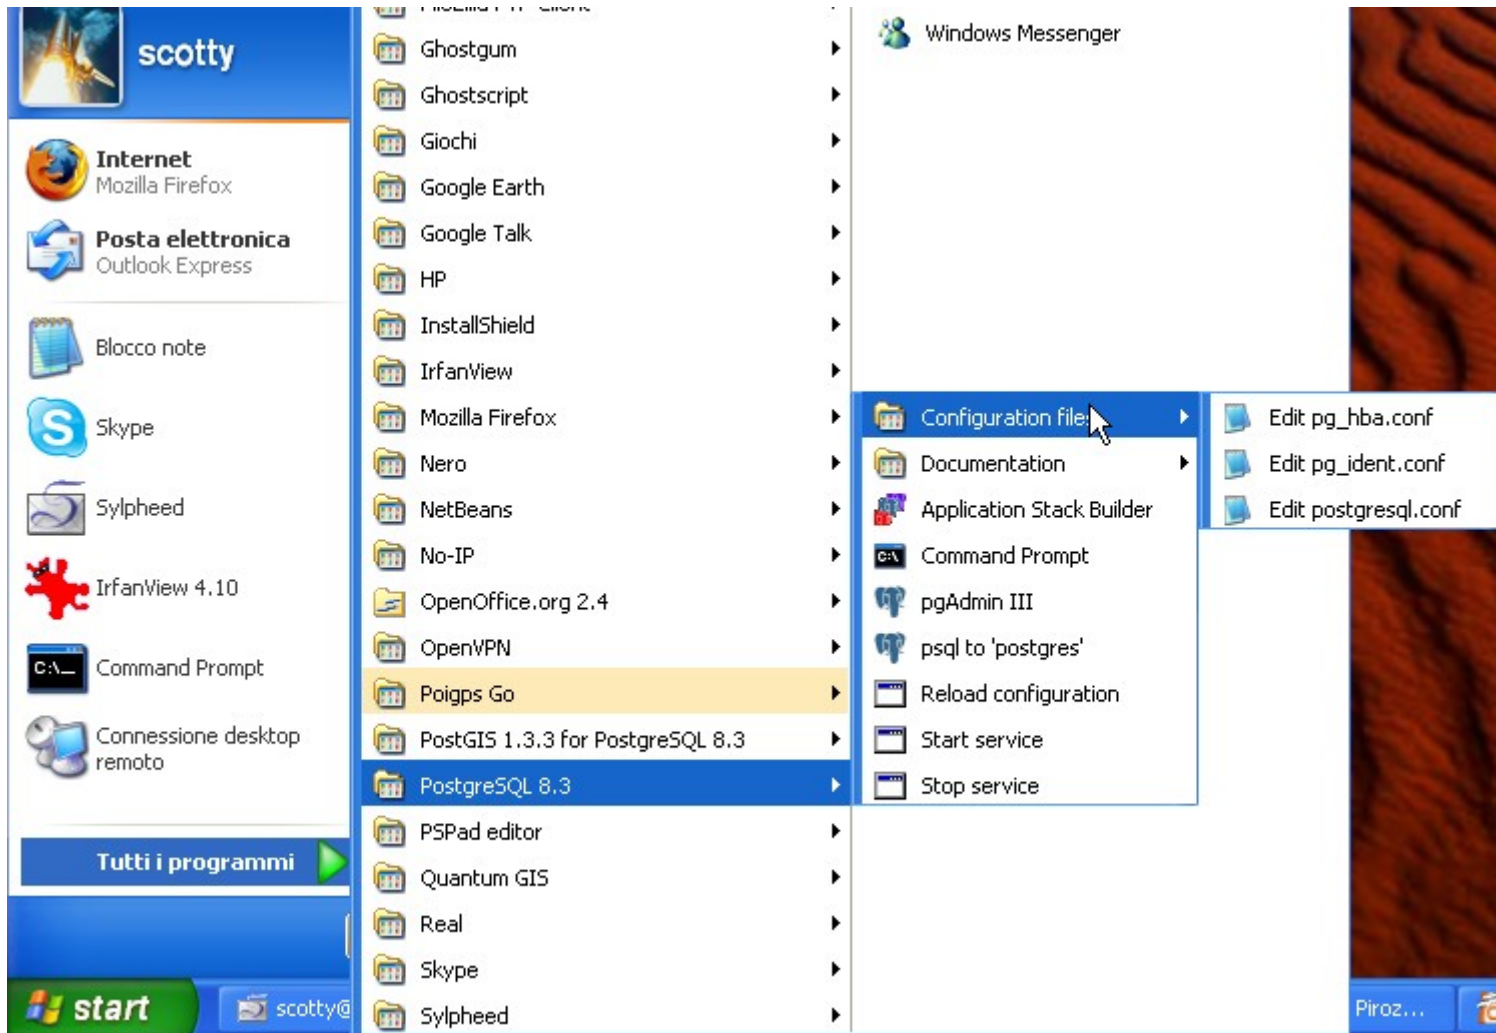 scotty
Internet
Mozilla Firefox
Posta elettronica
Outlook Express
Blocco note
Skype
Sylpheed
IrfanView 4.10
Command Prompt
Connessione desktop
remoto
Tutti i programmi
start
scotty@
Ghostgum
Ghostscript
Giochi
Google Earth
Google Talk
HP
InstallShield
IrfanView
Mozilla Firefox
Nero
NetBeans
No-IP
OpenOffice.org 2.4
OpenVPN
Poigps Go
PostGIS 1.3.3 for PostgreSQL 8.3
PostgreSQL 8.3
PSPad editor
Quantum GIS
Real
Skype
Sylpheed
Windows Messenger
Configuration files
Documentation
Application Stack Builder
Command Prompt
pgAdmin III
psql to 'postgres'
Reload configuration
Start service
Stop service
Edit pg_hba.conf
Edit pg_ident.conf
Edit postgresql.conf
Piroz...